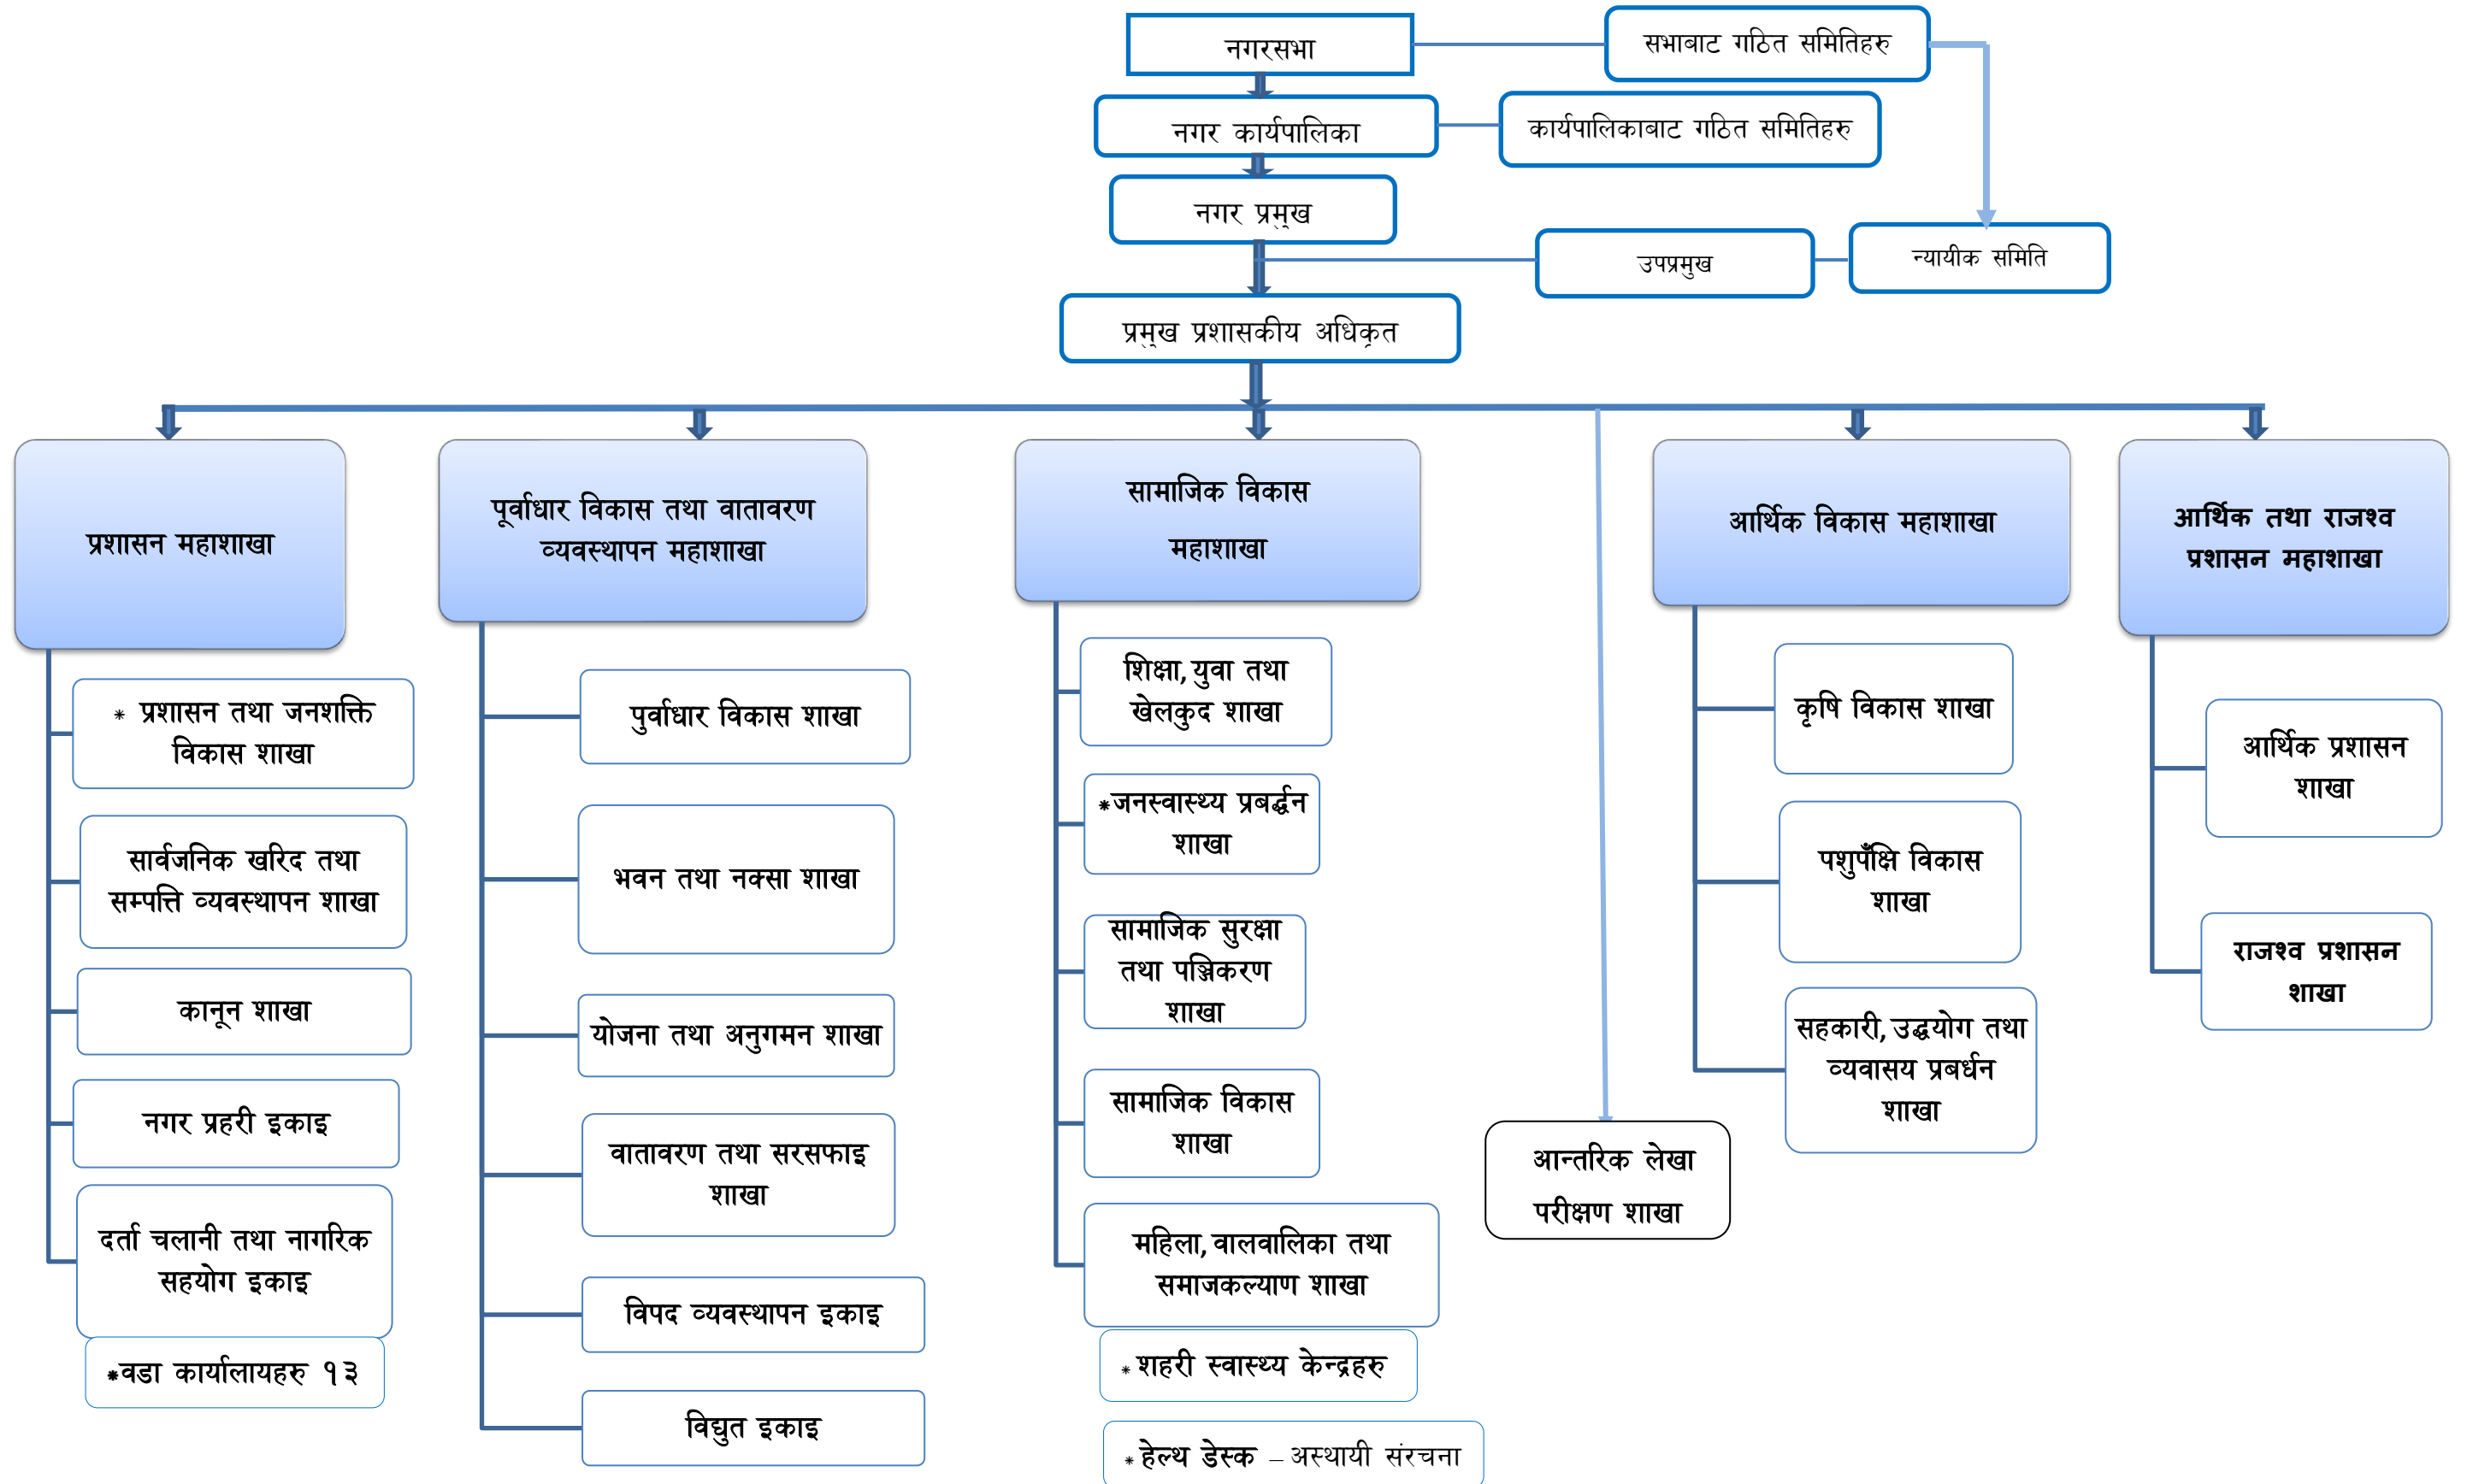 नगरसभा
सभाबाट गठित समितिहरु
नगर कार्यपालिका
कार्यपालिकाबाट गठित समितिहरु
नगर प्रमुख
उपप्रमुख
न्यायीक समिति
प्रमुख प्रशासकीय अधिकृत
प्रशासन महाशाखा
* प्रशासन तथा जनशक्ति
विकास शाखा
सार्वजनिक खरिद तथा
सम्पत्ति व्यवस्थापन शाखा
कानून शाखा
नगर प्रहरी इकाइ
दर्ता चलानी तथा नागरिक
सहयोग इकाइ
*वडा कार्यालायहरु १३
पूर्वाधार विकास तथा वातावरण
व्यवस्थापन महाशाखा
पुर्वाधार विकास शाखा
भवन तथा नक्सा शाखा
योजना तथा अनुगमन शाखा
वातावरण तथा सरसफाइ
शाखा
विपद व्यवस्थापन इकाइ
विद्युत इकाइ
सामाजिक विकास
महाशाखा
शिक्षा, युवा तथा
खेलकुद शाखा
*जनस्वास्थ्य प्रबर्द्धन
शाखा
सामाजिक सुरक्षा
तथा पञ्जिकरण
शाखा
सामाजिक विकास
शाखा
महिला, वालवालिका तथा
समाजकल्याण शाखा
* शहरी स्वास्थ्य केन्द्रहरु
* हेल्थ डेस्क – अस्थायी संरचना
आन्तरिक लेखा
परीक्षण शाखा
आर्थिक विकास महाशाखा
कृषि विकास शाखा
पशुपँक्षि विकास
शाखा
सहकारी, उद्धयोग तथा
व्यवासय प्रबर्धन
शाखा
आर्थिक तथा राजश्व
प्रशासन महाशाखा
आर्थिक प्रशासन
शाखा
राजश्व प्रशासन
शाखा